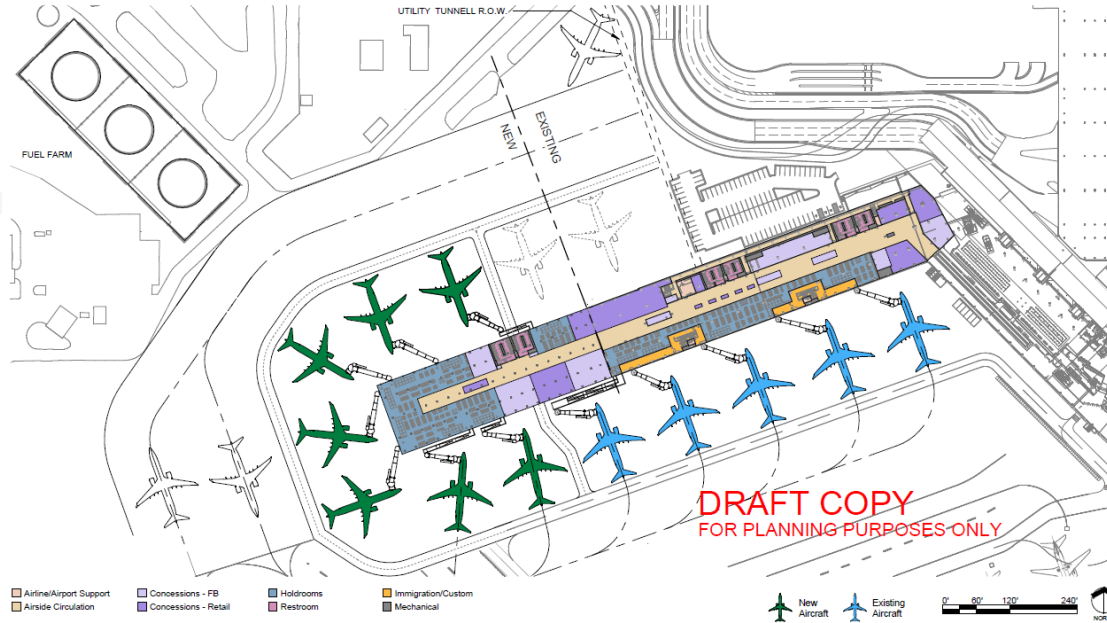 UTILITY TUNNELL R.O.W.
EXISTING
NEW
FUEL FARM
DRAFT COPY
FOR PLANNING PURPOSES ONLY
Airline/Airport Support
Airside Circulation
Concessions - FB
Concessions - Retail
Holdrooms
Restroom
Immigration/Custom
Mechanical
New
Aircraft
Existing
Aircraft
0' 60' 120' 240'